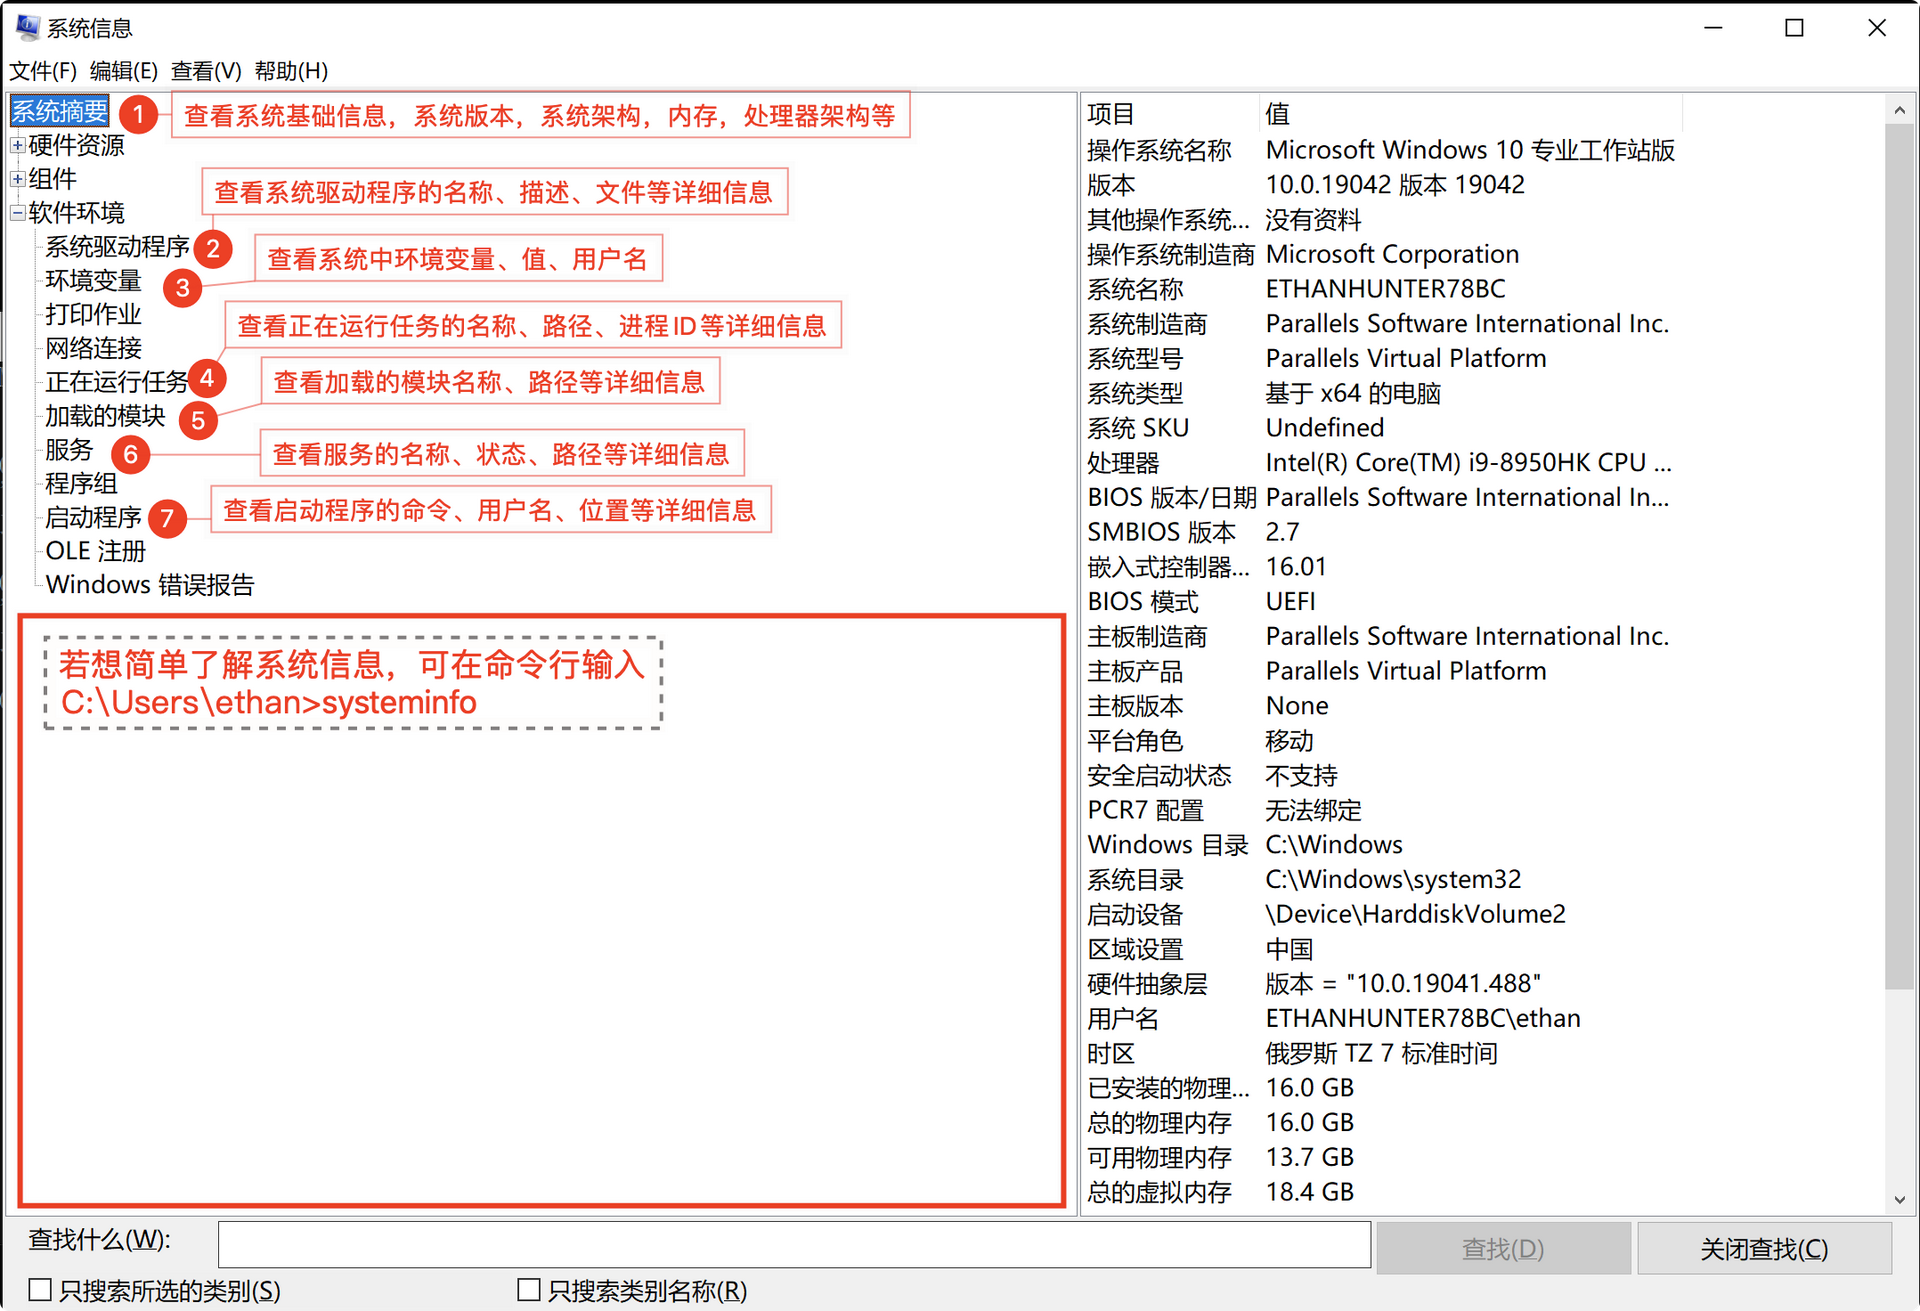 系统信息
文件(F) 编辑(E) 查看(V) 帮助(H)
系统摘要
1
查看系统基础信息，系统版本，系统架构，内存，处理器架构等
硬件资源
组件
查看系统驱动程序的名称、描述、文件等详细信息
软件环境
系统驱动程序
2
查看系统中环境变量、值、用户名
环境变量
3
打印作业
查看正在运行任务的名称、路径、进程ID等详细信息
网络连接
正在运行任务
4
查看加载的模块名称、路径等详细信息
加载的模块
5
服务
6
查看服务的名称、状态、路径等详细信息
程序组
启动程序
7
查看启动程序的命令、用户名、位置等详细信息
OLE 注册
Windows 错误报告
若想简单了解系统信息，可在命令行输入
C:\Users\ethan>systeminfo
项目 值
操作系统名称 Microsoft Windows 10 专业工作站版
版本 10.0.19042 版本 19042
其他操作系统... 没有资料
操作系统制造商 Microsoft Corporation
系统名称 ETHANHUNTER78BC
系统制造商 Parallels Software International Inc.
系统型号 Parallels Virtual Platform
系统类型 基于 x64 的电脑
系统 SKU Undefined
处理器 Intel(R) Core(TM) i9-8950HK CPU ...
BIOS 版本/日期 Parallels Software International In...
SMBIOS 版本 2.7
嵌入式控制器... 16.01
BIOS 模式 UEFI
主板制造商 Parallels Software International Inc.
主板产品 Parallels Virtual Platform
主板版本 None
平台角色 移动
安全启动状态 不支持
PCR7 配置 无法绑定
Windows 目录 C:\Windows
系统目录 C:\Windows\system32
启动设备 \Device\HarddiskVolume2
区域设置 中国
硬件抽象层 版本 = "10.0.19041.488"
用户名 ETHANHUNTER78BC\ethan
时区 俄罗斯 TZ 7 标准时间
已安装的物理... 16.0 GB
总的物理内存 16.0 GB
可用物理内存 13.7 GB
总的虚拟内存 18.4 GB
查找什么(W):
查找(D)
关闭查找(C)
只搜索所选的类别(S)
只搜索类别名称(R)